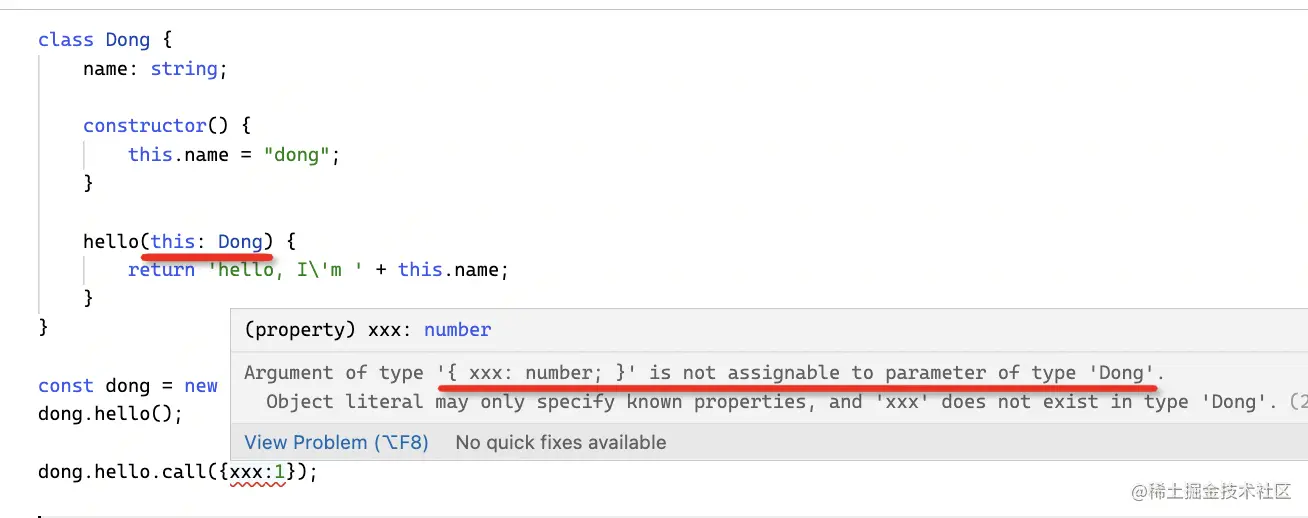 class Dong {
name: string;
constructor() {
this.name = "dong";
}
hello(this: Dong) {
return 'hello, I\'m ' + this.name;
}
}
(property) xxx: number
Argument of type '{ xxx: number; }' is not assignable to parameter of type 'Dong'.
Object literal may only specify known properties, and 'xxx' does not exist in type 'Dong'. (2
View Problem (⌥F8) No quick fixes available
const dong = new
dong.hello();
dong.hello.call({xxx:1});
@稀土掘金技术社区